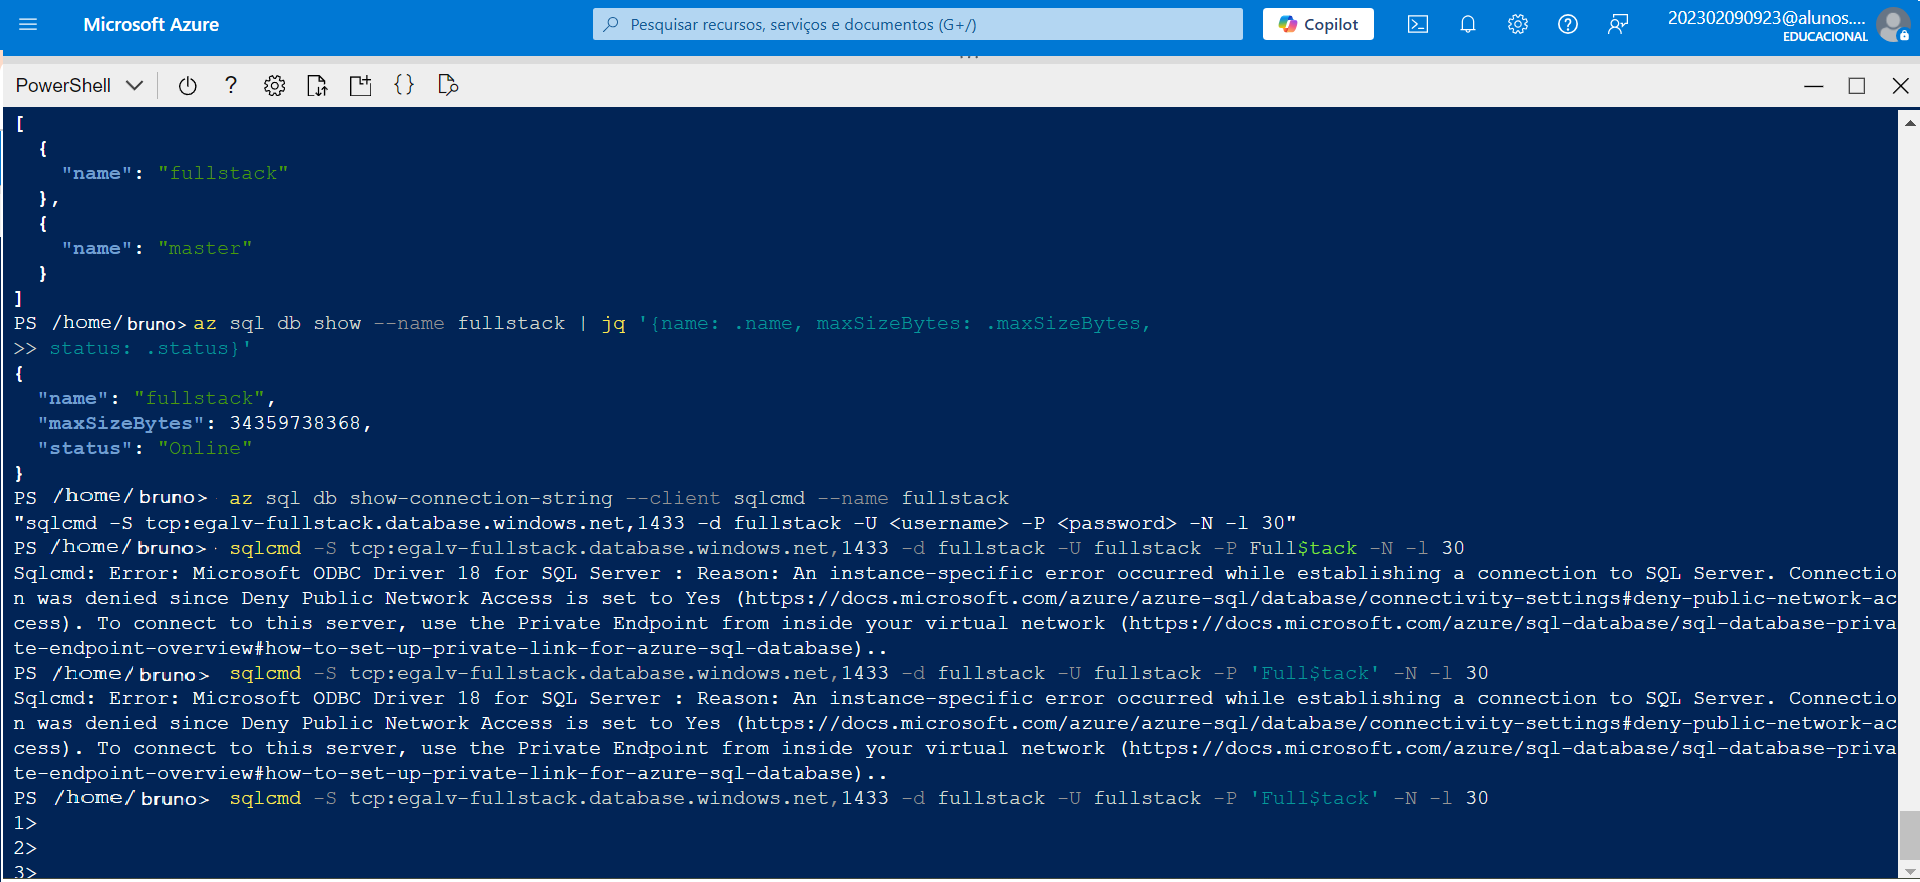 Microsoft Azure
Pesquisar recursos, serviços e documentos (G+/)
Copilot
202302090923@alunos....
EDUCACIONAL
PowerShell
[
  {
    "name": "fullstack"
  },
  {
    "name": "master"
  }
]
PS /home/bruno> az sql db show --name fullstack | jq '{name: .name, maxSizeBytes: .maxSizeBytes,
>> status: .status}'
{
  "name": "fullstack",
  "maxSizeBytes": 34359738368,
  "status": "Online"
}
PS /home/bruno> az sql db show-connection-string --client sqlcmd --name fullstack
"sqlcmd -S tcp:egalv-fullstack.database.windows.net,1433 -d fullstack -U <username> -P <password> -N -l 30"
PS /home/bruno> sqlcmd -S tcp:egalv-fullstack.database.windows.net,1433 -d fullstack -U fullstack -P Full$tack -N -l 30
Sqlcmd: Error: Microsoft ODBC Driver 18 for SQL Server : Reason: An instance-specific error occurred while establishing a connection to SQL Server. Connectio
n was denied since Deny Public Network Access is set to Yes (https://docs.microsoft.com/azure/azure-sql/database/connectivity-settings#deny-public-network-ac
cess). To connect to this server, use the Private Endpoint from inside your virtual network (https://docs.microsoft.com/azure/sql-database/sql-database-priva
te-endpoint-overview#how-to-set-up-private-link-for-azure-sql-database)..
PS /home/bruno> sqlcmd -S tcp:egalv-fullstack.database.windows.net,1433 -d fullstack -U fullstack -P 'Full$tack' -N -l 30
Sqlcmd: Error: Microsoft ODBC Driver 18 for SQL Server : Reason: An instance-specific error occurred while establishing a connection to SQL Server. Connectio
n was denied since Deny Public Network Access is set to Yes (https://docs.microsoft.com/azure/azure-sql/database/connectivity-settings#deny-public-network-ac
cess). To connect to this server, use the Private Endpoint from inside your virtual network (https://docs.microsoft.com/azure/sql-database/sql-database-priva
te-endpoint-overview#how-to-set-up-private-link-for-azure-sql-database)..
PS /home/bruno> sqlcmd -S tcp:egalv-fullstack.database.windows.net,1433 -d fullstack -U fullstack -P 'Full$tack' -N -l 30
1>
2>
3>